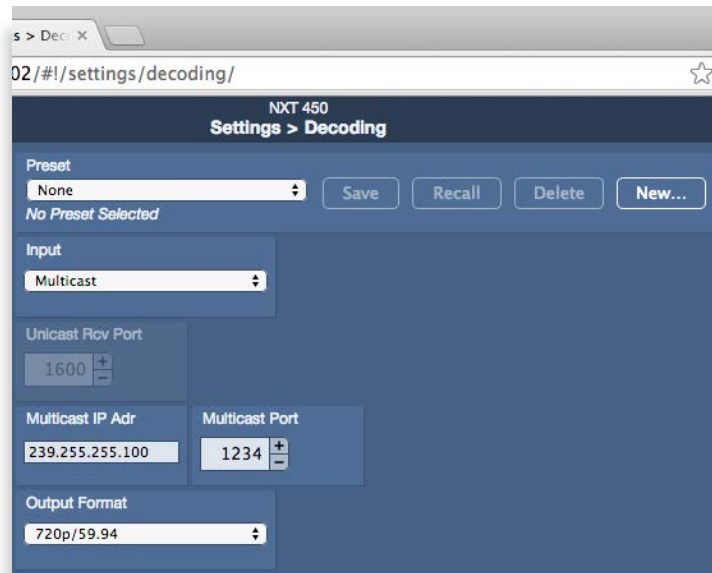 s > Dec
02/#!/settings/decoding/
NXT 450
Settings > Decoding
Preset
None Save Recall Delete New...
No Preset Selected
Input
Multicast
Unicast Rcv Port
1600 + −
Multicast IP Adr Multicast Port
239.255.255.100 1234 + −
Output Format
720p/59.94